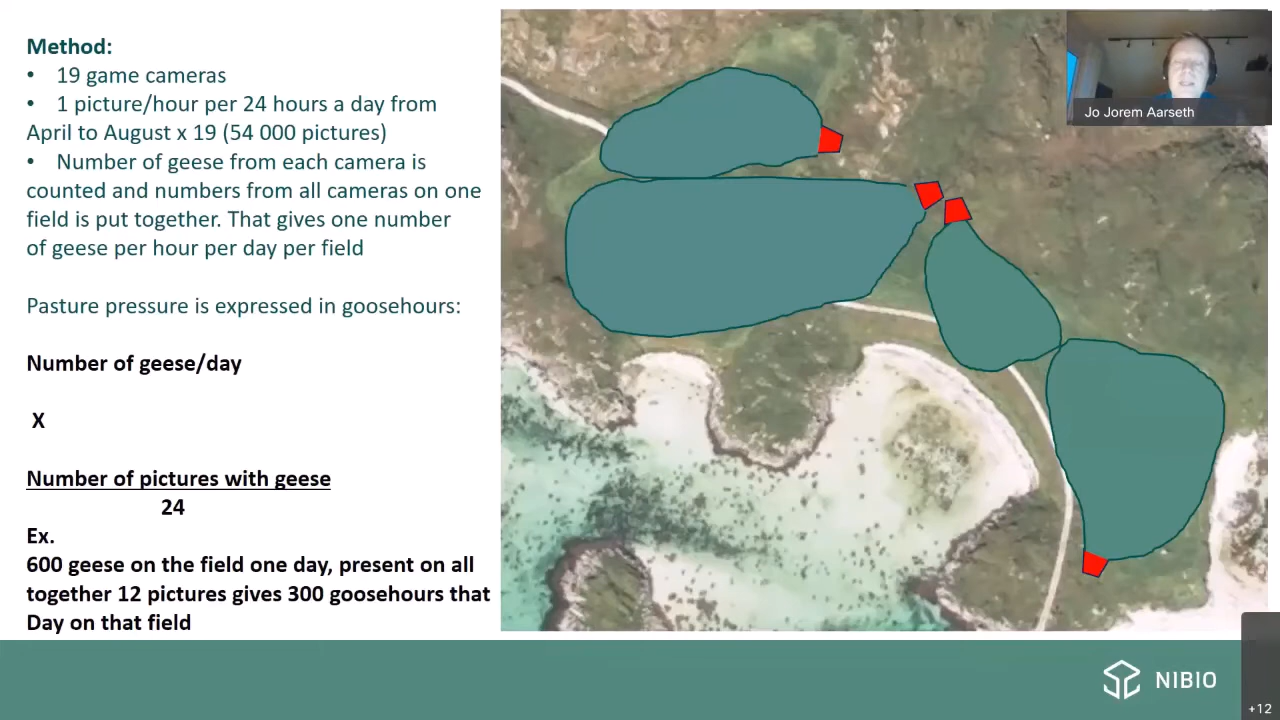 Method:
• 19 game cameras
• 1 picture/hour per 24 hours a day from
April to August x 19 (54 000 pictures)
• Number of geese from each camera is
counted and numbers from all cameras on one
field is put together. That gives one number
of geese per hour per day per field
Pasture pressure is expressed in goosehours:
Number of geese/day
X
Number of pictures with geese
24
Ex.
600 geese on the field one day, present on all
together 12 pictures gives 300 goosehours that
Day on that field
Jo Jorem Aarseth
NIBIO
+12